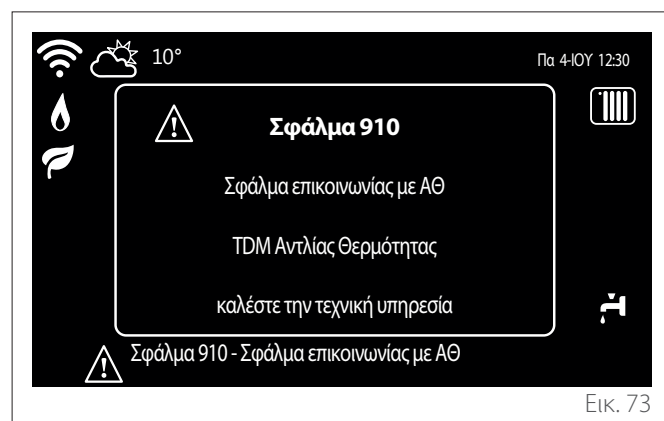 10°
Πα 4-ΙΟΥ 12:30
Σφάλμα 910
Σφάλμα επικοινωνίας με ΑΘ
TDM Αντλίας Θερμότητας
καλέστε την τεχνική υπηρεσία
Σφάλμα 910 - Σφάλμα επικοινωνίας με ΑΘ
Εικ. 73